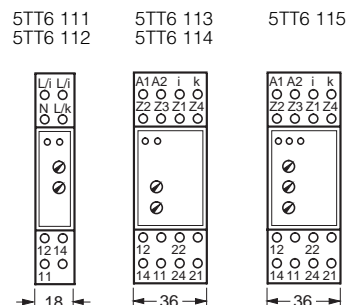 5TT6 111
5TT6 112
5TT6 113
5TT6 114
5TT6 115
L/i L/i
N L/k
12 14
11
18
A1 A2 i k
Z2 Z3 Z1 Z4
12 22
14 11 24 21
36
A1 A2 i k
Z2 Z3 Z1 Z4
12 22
14 11 24 21
36